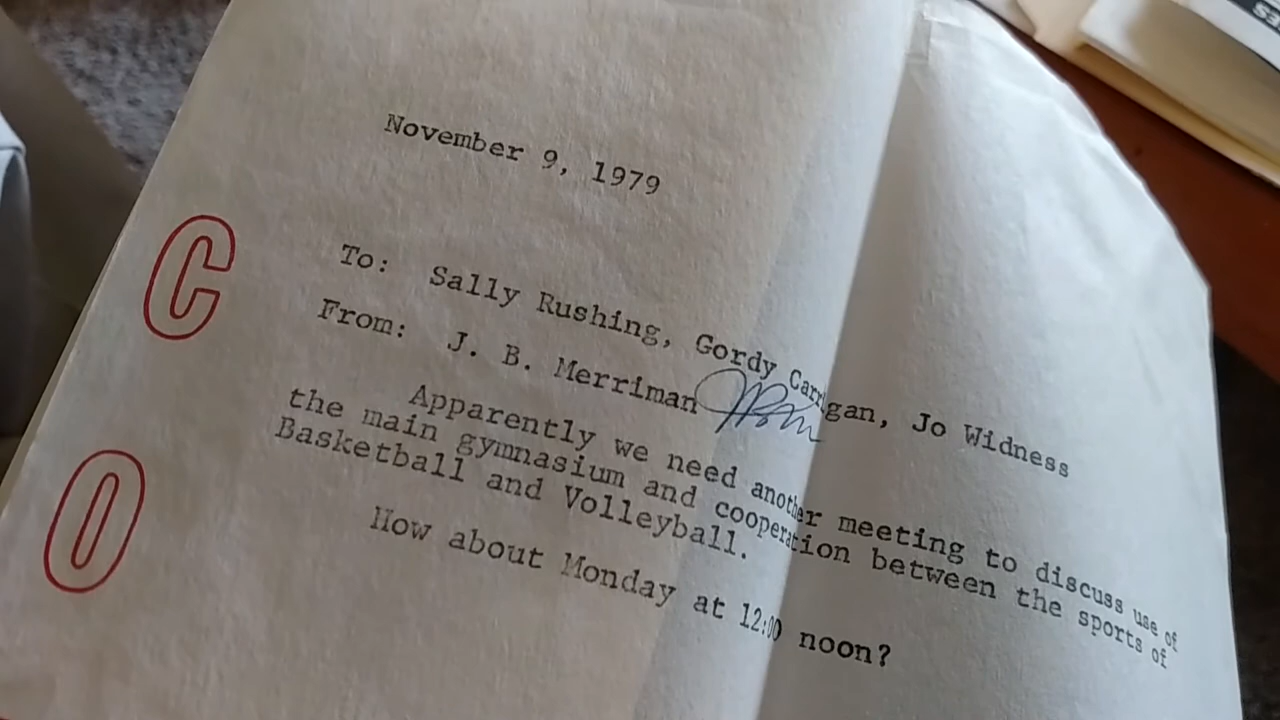 November 9, 1979
C
To: Sally Rushing, Gordy Carrigan, Jo Widness
From: J. B. Merriman JBM
Apparently we need another meeting to discuss use of
the main gymnasium and cooperation between the sports of
Basketball and Volleyball.
O
How about Monday at 12:00 noon?